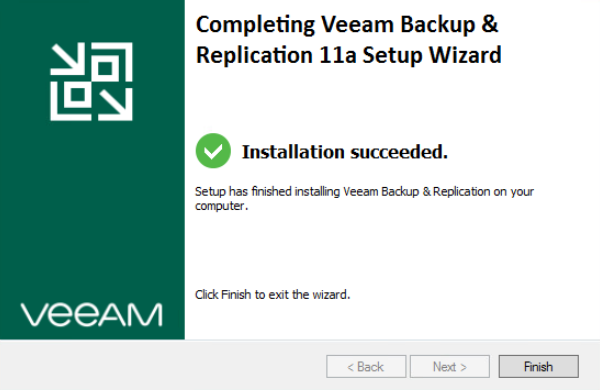 Completing Veeam Backup &
Replication 11a Setup Wizard
Installation succeeded.
Setup has finished installing Veeam Backup & Replication on your
computer.
Click Finish to exit the wizard.
veeAM
< Back
Next >
Finish